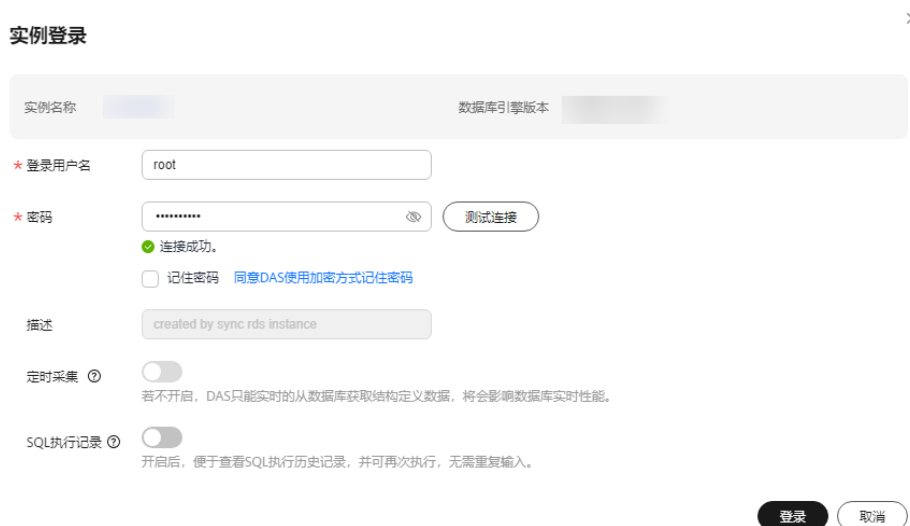 实例登录
实例名称 数据库引擎版本
* 登录用户名 root
* 密码 •••••••••• 测试连接
连接成功。
记住密码 同意DAS使用加密方式记住密码
描述 created by sync rds instance
定时采集
若不开启，DAS只能实时的从数据库获取结构定义数据，将会影响数据库实时性能。
SQL执行记录
开启后，便于查看SQL执行历史记录，并可再次执行，无需重复输入。
登录 取消